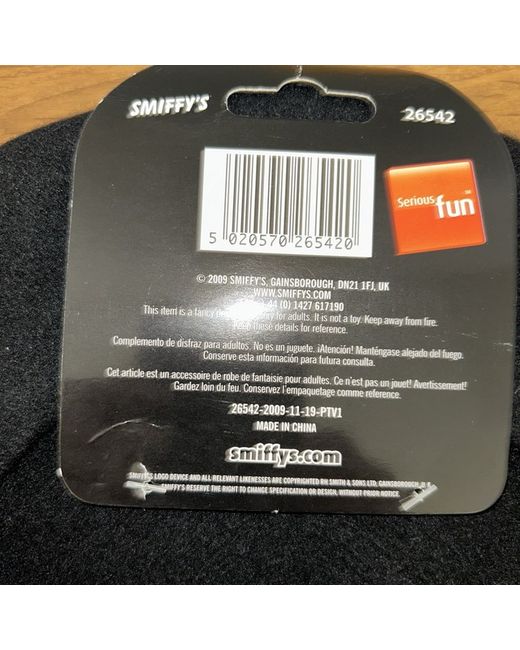 SMIFFY'S
26542
Serious fun SM
5 020570 265420
© 2009 SMIFFY'S, GAINSBOROUGH, DN21 1FJ, UK
WWW.SMIFFYS.COM
44 (0) 1427 617190
This item is a fancy for adults. It is not a toy. Keep away from fire.
Keep these details for reference.
Complemento de disfraz para adultos. No es un juguete. ¡Atención! Manténgase alejado del fuego.
Conserve esta información para futura consulta.
Cet article est un accessoire de robe de fantaisie pour adultes. Ce n'est pas un jouet! Avertissement!
Gardez loin du feu. Conservez l'empaquetage comme reference.
26542-2009-11-19-PTV1
MADE IN CHINA
smiffys.com
SMIFFY'S LOGO DEVICE AND ALL RELEVANT LIKENESSES ARE COPYRIGHTED RH SMITH & SONS LTD. GAINSBOROUGH,
SMIFFY'S RESERVE THE RIGHT TO CHANGE SPECIFICATION OR DESIGN, WITHOUT PRIOR NOTICE.